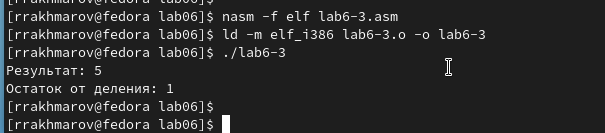 [rrakhmarov@fedora lab06]$ nasm -f elf lab6-3.asm
[rrakhmarov@fedora lab06]$ ld -m elf_i386 lab6-3.o -o lab6-3
[rrakhmarov@fedora lab06]$ ./lab6-3
Результат: 5
Остаток от деления: 1
[rrakhmarov@fedora lab06]$
[rrakhmarov@fedora lab06]$